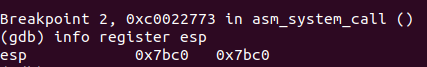 Breakpoint 2, 0xc0022773 in asm_system_call ()
(gdb) info register esp
esp            0x7bc0   0x7bc0